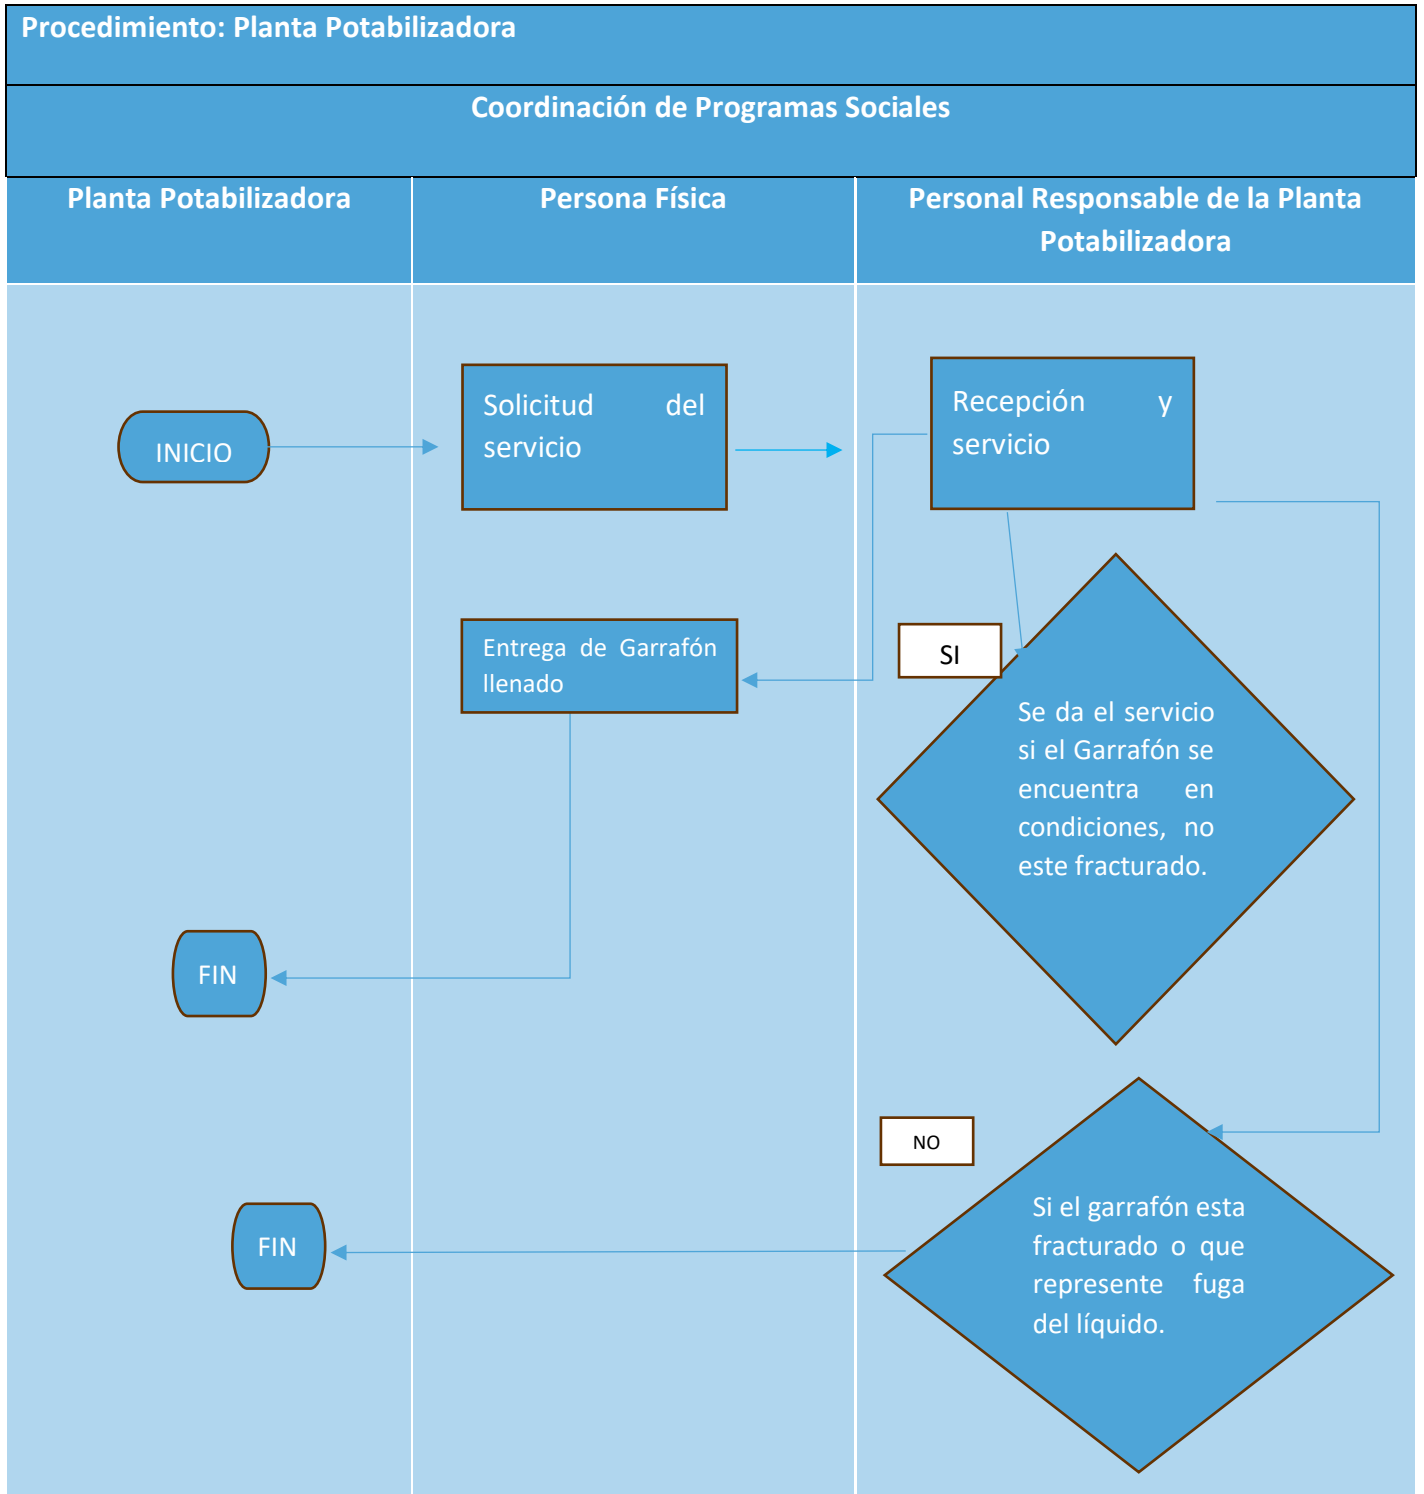 Procedimiento: Planta Potabilizadora
Coordinación de Programas Sociales
Planta Potabilizadora
Persona Física
Personal Responsable de la Planta
Potabilizadora
INICIO
Solicitud del
servicio
Recepción y
servicio
Entrega de Garrafón
llenado
SI
Se da el servicio
si el Garrafón se
encuentra en
condiciones, no
este fracturado.
FIN
NO
Si el garrafón esta
fracturado o que
represente fuga
del líquido.
FIN